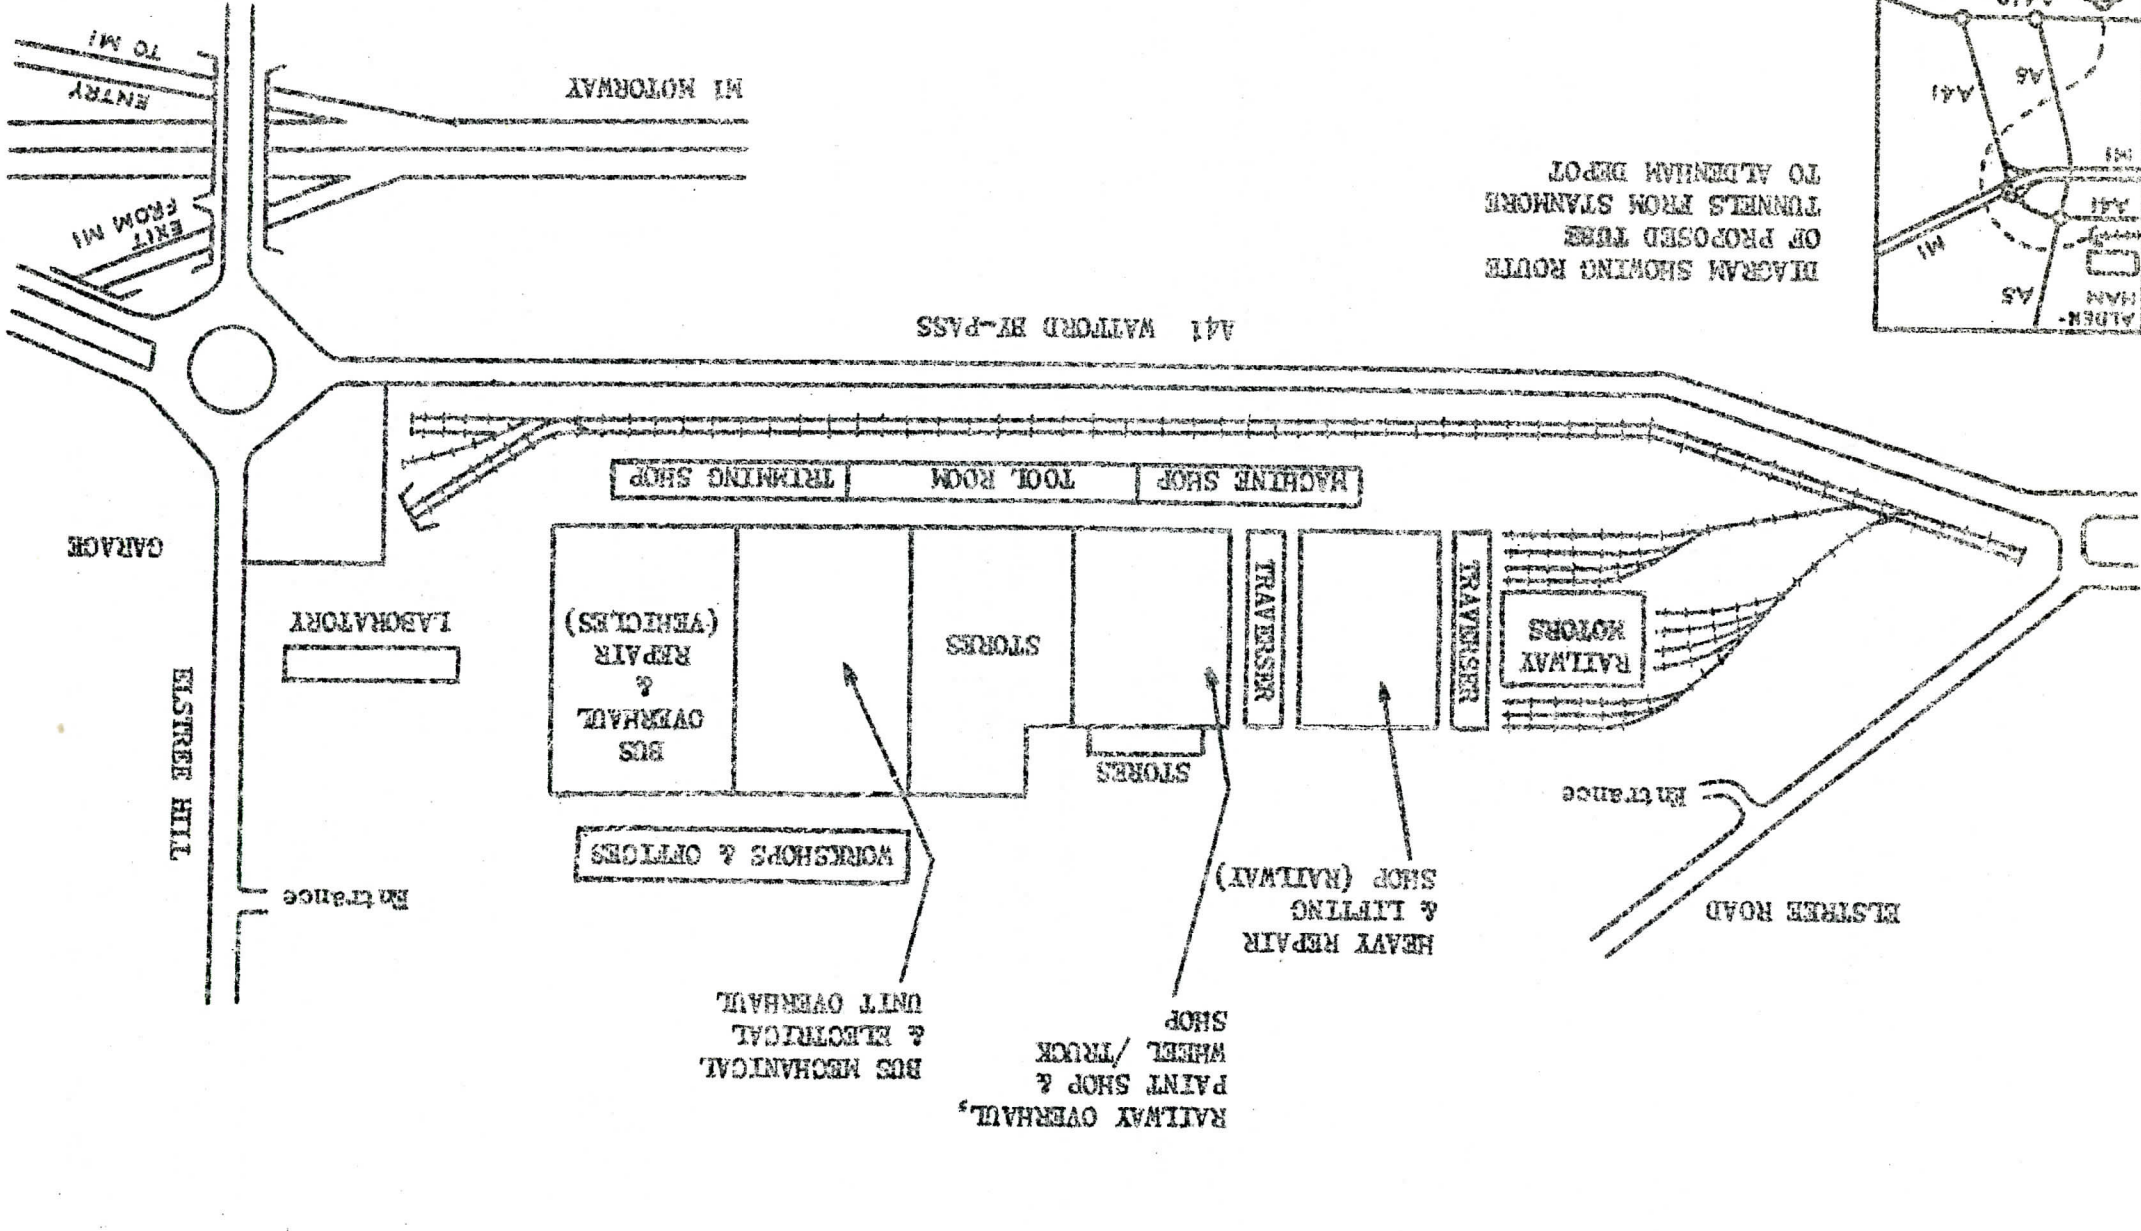 RAILWAY OVERHAUL,
PAINT SHOP &
WHEEL/TRUCK
SHOP
BUS MECHANICAL
& ELECTRICAL
UNIT OVERHAUL
HEAVY REPAIR
& LIFTING
SHOP (RAILWAY)
ELSTREE ROAD
Entrance
Entrance
WORKSHOPS & OFFICES
ELSTREE HILL
STORES
BUS
OVERHAUL
&
REPAIR
(VEHICLES)
STORES
TRAVERSER
TRAVERSER
RAILWAY
MOTORS
LABORATORY
GARAGE
MACHINE SHOP
TOOL ROOM
TRIMMING SHOP
A41 WATFORD BY-PASS
DIAGRAM SHOWING ROUTE
OF PROPOSED TUBE
TUNNELS FROM STANMORE
TO ALDENHAM DEPOT
ALDEN-
HAM
A5
M1
A41
M1
A5
A41
A410
EXIT
FROM M1
M1 MOTORWAY
ENTRY
TO M1